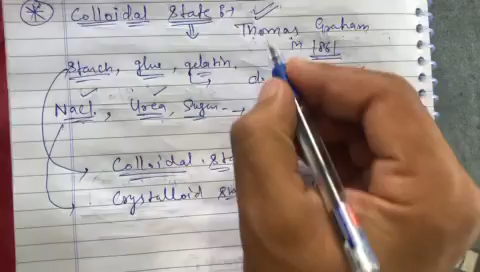 Colloidal State :→
Thomas Graham
in 1861
Starch, glue, gelatin.
Nacl, Urea, Sugar →
Colloidal
Crystalloid